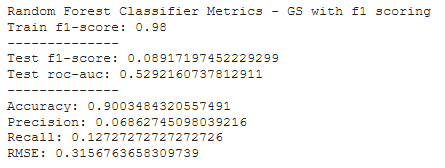 Random Forest Classifier Metrics - GS with f1 scoring
Train f1-score: 0.98
--------------
Test f1-score: 0.08917197452229299
Test roc-auc: 0.5292160737812911
--------------
Accuracy: 0.9003484320557491
Precision: 0.06862745098039216
Recall: 0.12727272727272726
RMSE: 0.3156763658309739